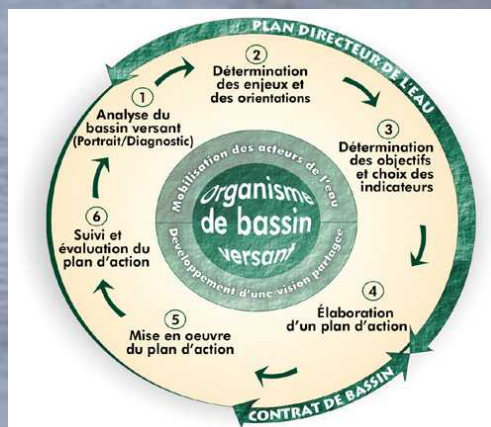 PLAN DIRECTEUR DE L'EAU
1
Analyse du
bassin versant
(Portrait/Diagnostic)
2
Détermination
des enjeux et
des orientations
3
Détermination
des objectifs
et choix des
indicateurs
4
Élaboration
d'un plan d'action
5
Mise en oeuvre
du plan d'action
6
Suivi et
évaluation du
plan d'action
Mobilisation des acteurs de l'eau
Organisme
de bassin
versant
Développement d'une vision partagée
CONTRAT DE BASSIN